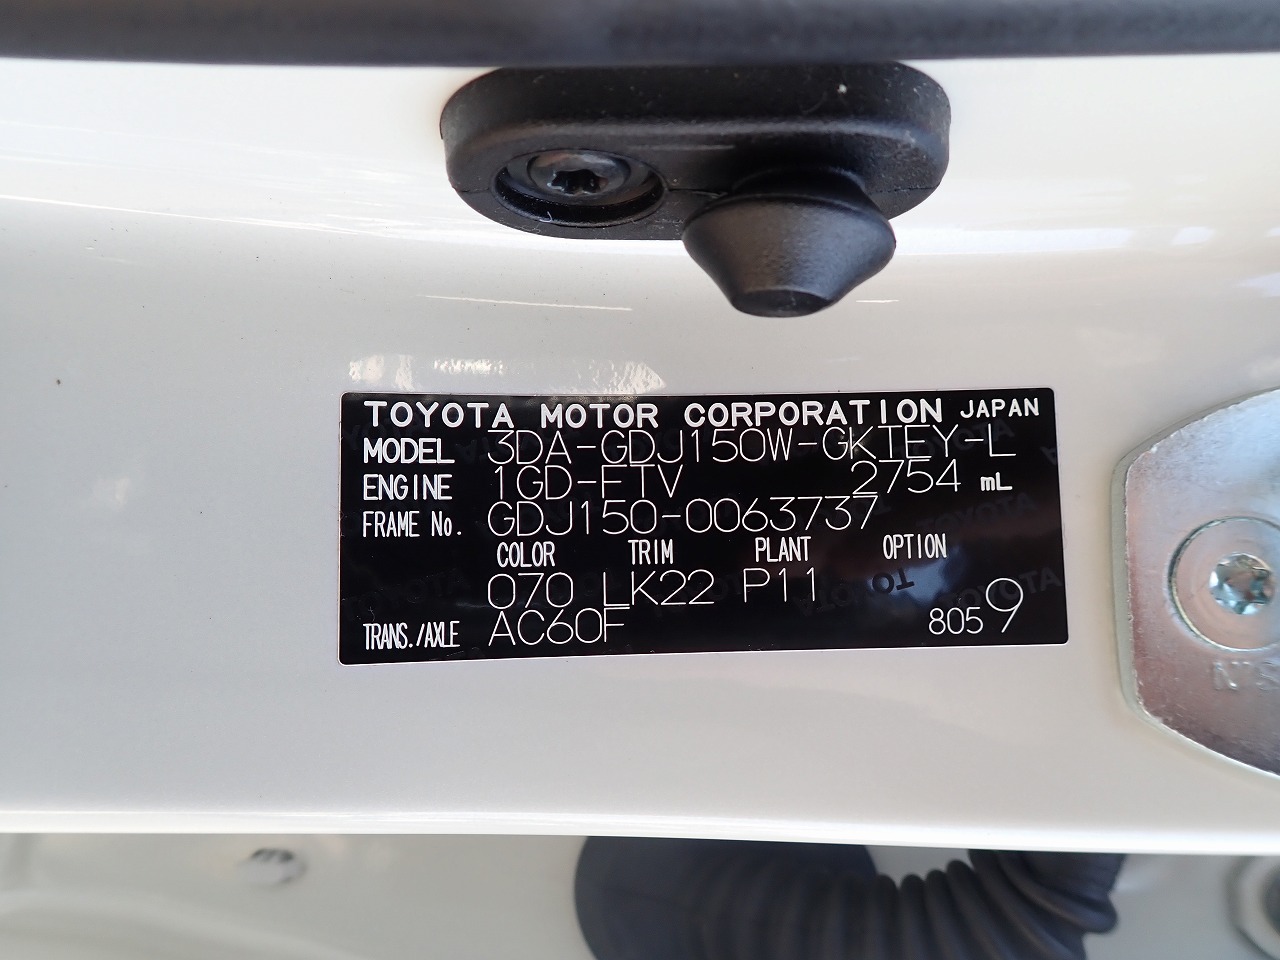 TOYOTA MOTOR CORPORATION JAPAN
MODEL 3DA-GDJ150W-GKTEY-L
ENGINE 1GD-FTV 2754 mL
FRAME No. GDJ150-0063737
COLOR TRIM PLANT OPTION
070 LK22 P11
TRANS./AXLE AC60F 8059